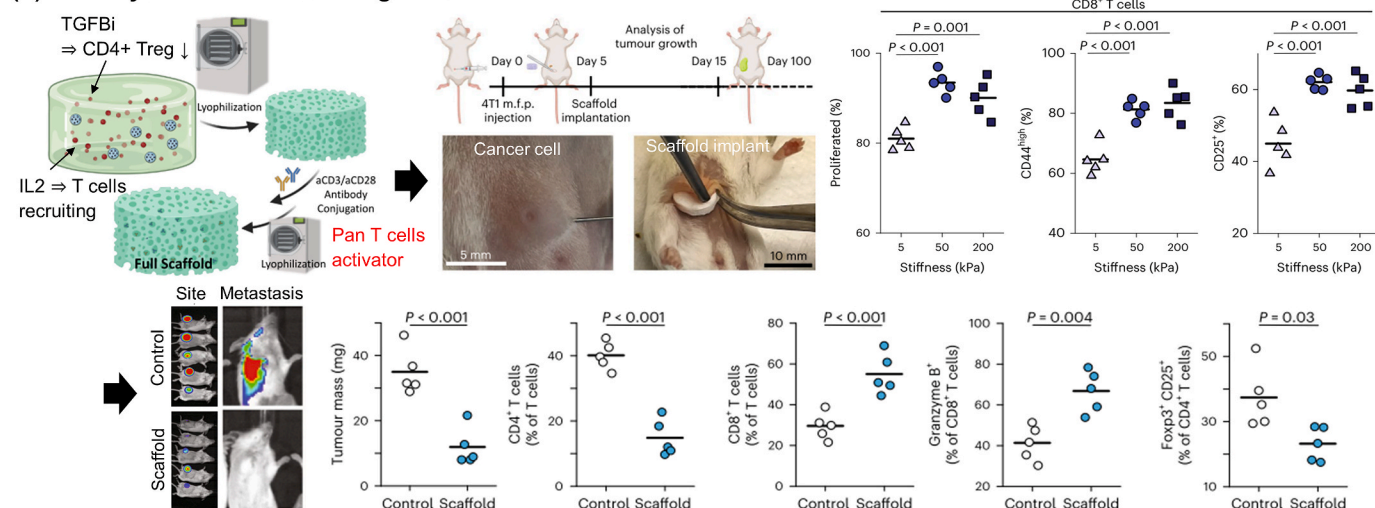 TGFBi
⇒ CD4+ Treg ↓
Lyophilization
IL2 ⇒ T cells
recruiting
aCD3/aCD28
Antibody
Conjugation
Full Scaffold
Lyophilization
Pan T cells
activator
Analysis of
tumour growth
Day 0
Day 5
Day 15
Day 100
4T1 m.f.p.
injection
Scaffold
implantation
Cancer cell
5 mm
Scaffold implant
10 mm
CD8⁺ T cells
P = 0.001
P < 0.001
Proliferated (%)
100
80
60
5
50
200
Stiffness (kPa)
P < 0.001
P < 0.001
CD44ʰⁱᵍʰ (%)
100
80
60
40
5
50
200
Stiffness (kPa)
P = 0.001
P < 0.001
CD25⁺ (%)
60
40
20
5
50
200
Stiffness (kPa)
Site
Metastasis
Control
Scaffold
P < 0.001
Tumour mass (mg)
40
20
0
Control Scaffold
P < 0.001
CD4⁺ T cells
(% of T cells)
40
20
0
Control Scaffold
P < 0.001
CD8⁺ T cells
(% of T cells)
80
60
40
20
0
Control Scaffold
P = 0.004
Granzyme B⁺
(% of CD8⁺ T cells)
100
80
60
40
20
Control Scaffold
P = 0.03
Foxp3⁺ CD25⁺
(% of CD4⁺ T cells)
50
30
10
Control Scaffold